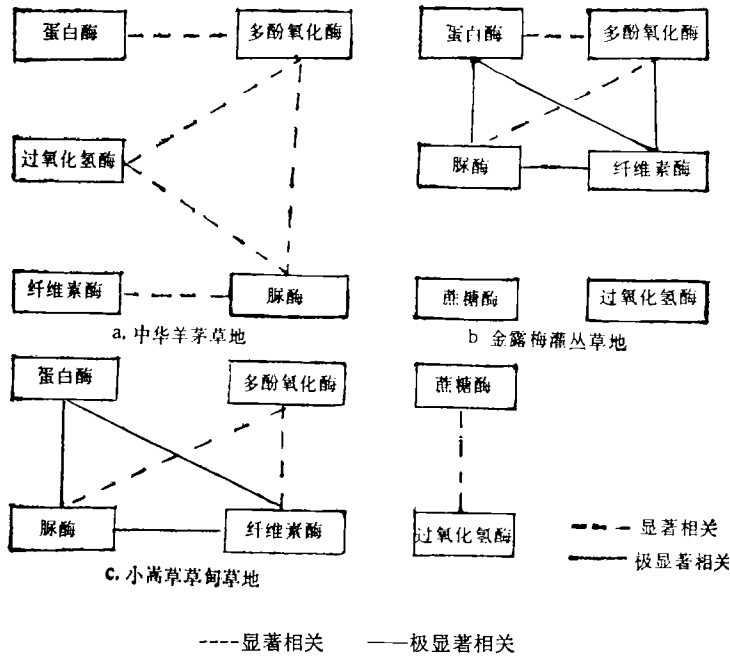 蛋白酶 多酚氧化酶
过氧化氢酶
纤维素酶 脲酶
a. 中华羊茅草地
蛋白酶 多酚氧化酶
脲酶 纤维素酶
蔗糖酶 过氧化氢酶
b 金露梅灌丛草地
蛋白酶 多酚氧化酶
脲酶 纤维素酶
c. 小嵩草草甸草地
蔗糖酶
过氧化氢酶
显著相关
极显著相关
----显著相关 ——极显著相关